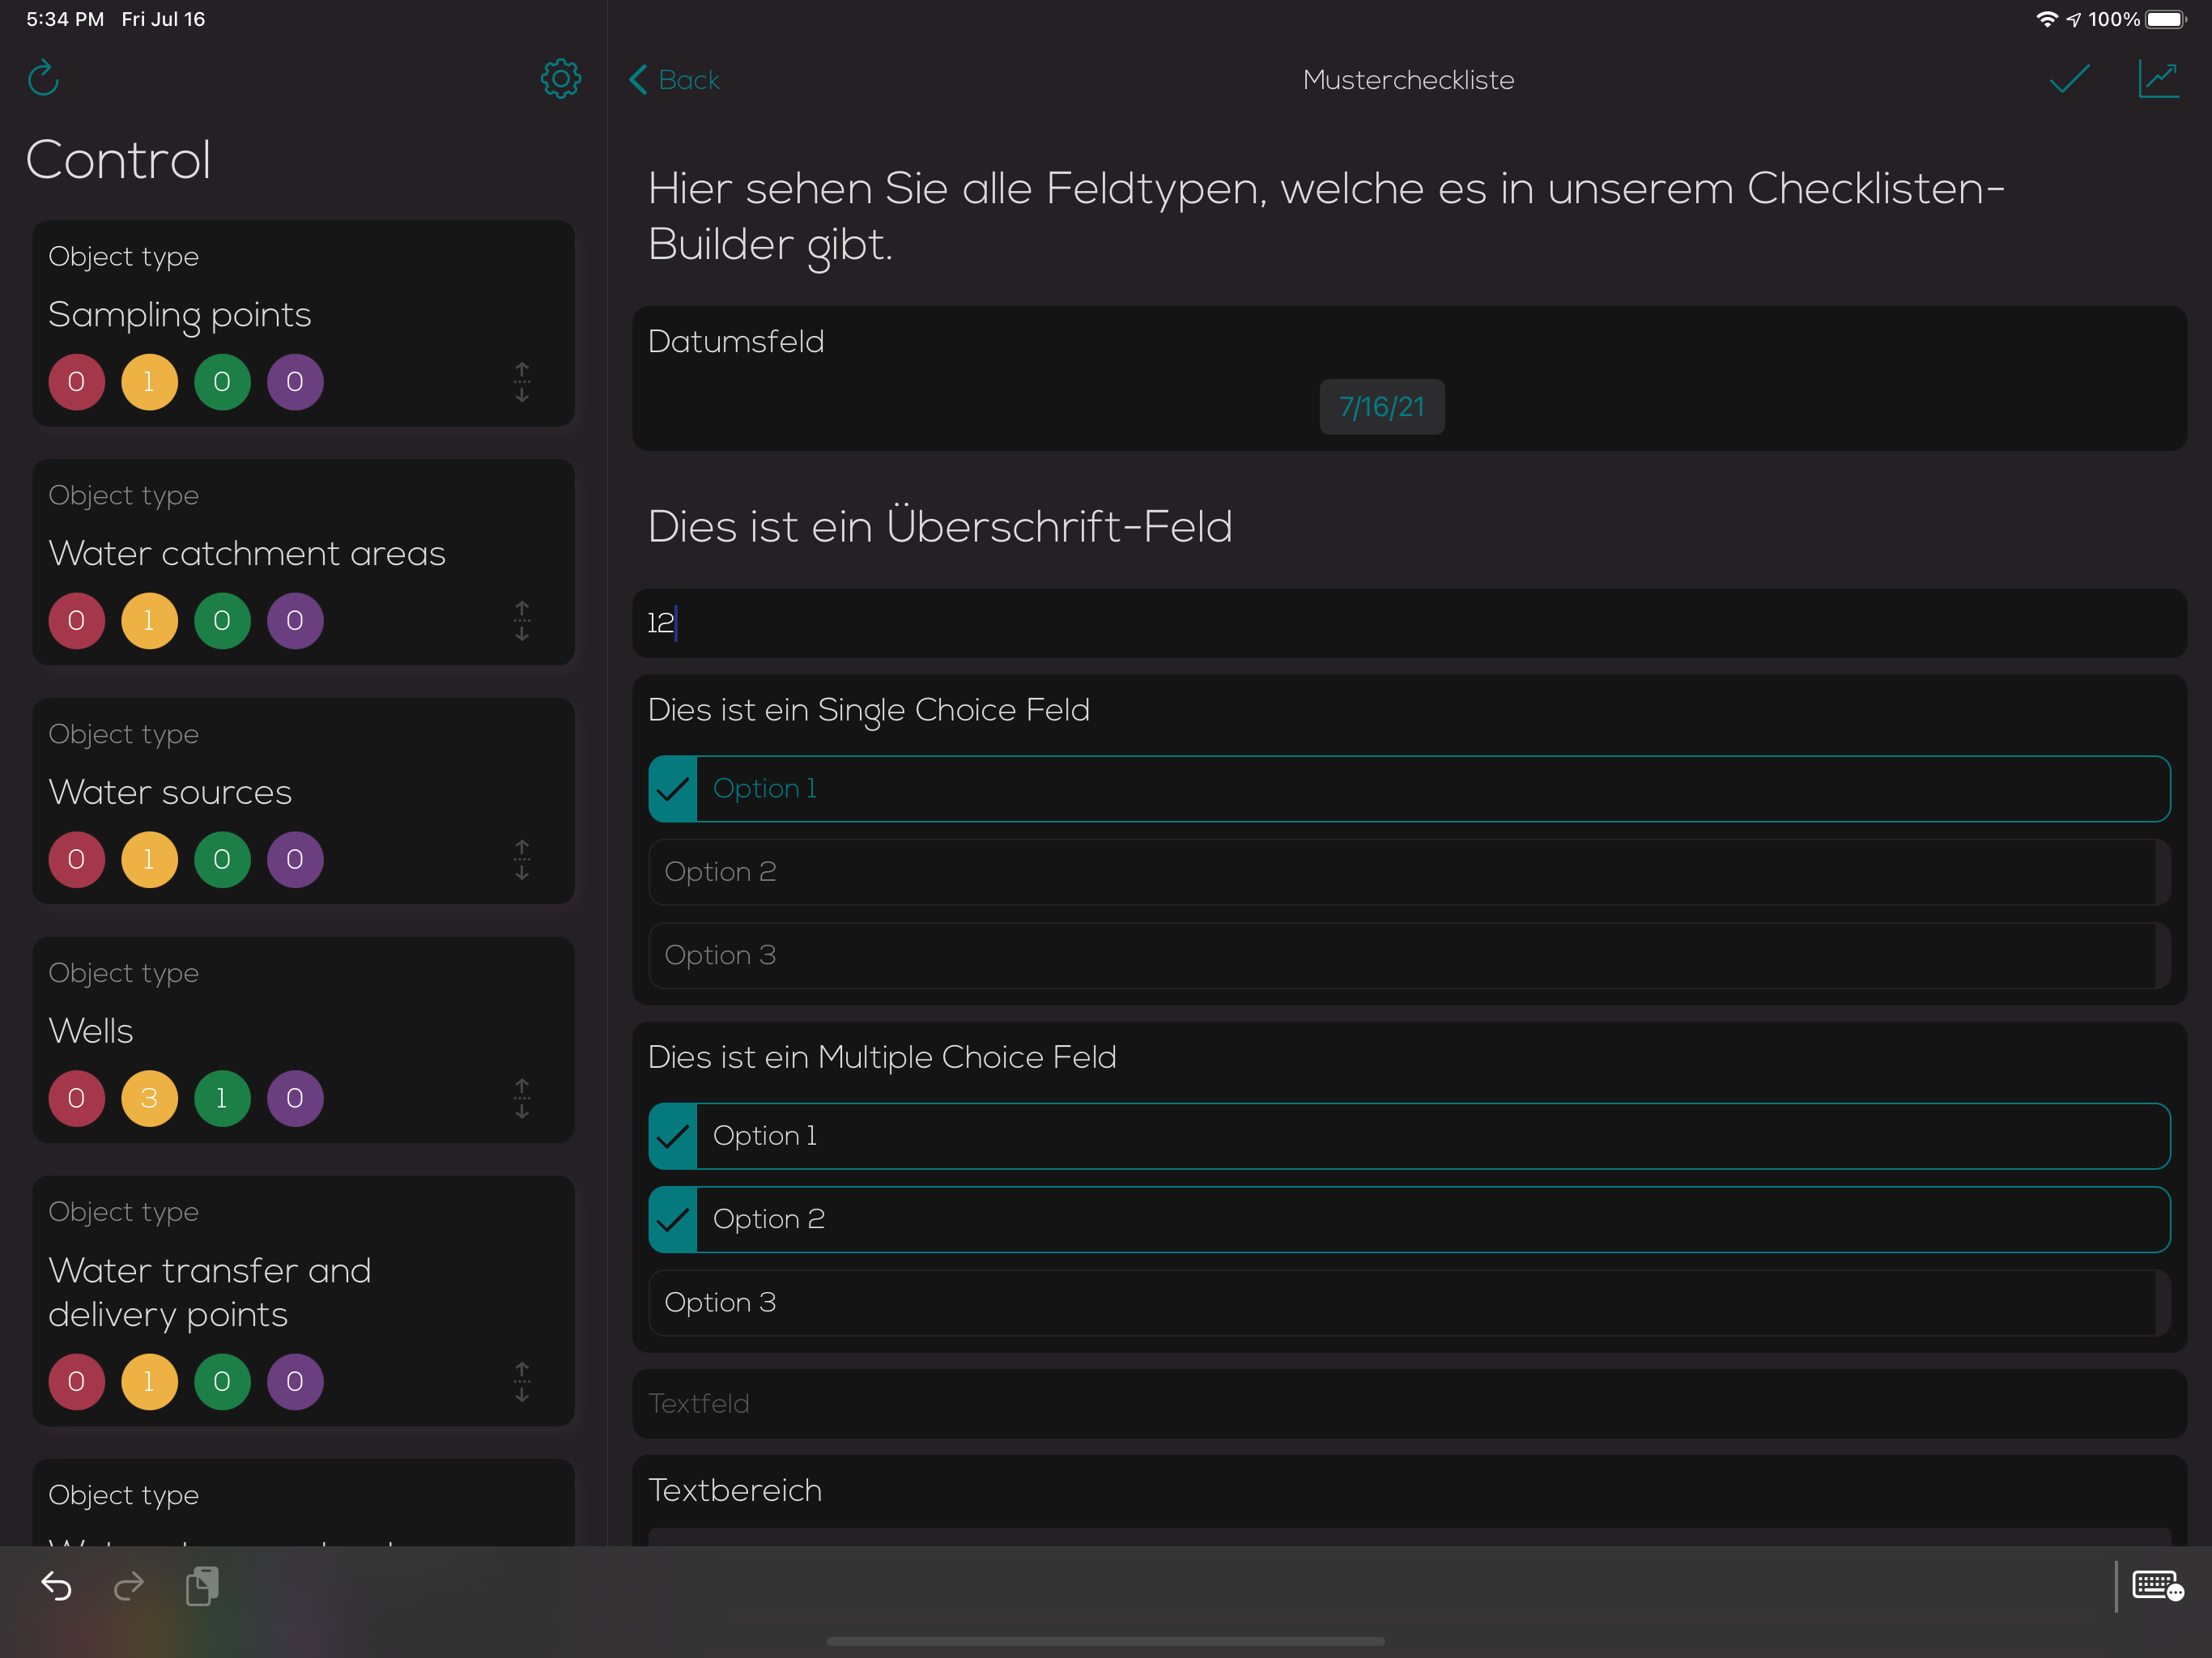 5:34 PM Fri Jul 16
100%
Control
Object type
Sampling points
0 1 0 0
Object type
Water catchment areas
0 1 0 0
Object type
Water sources
0 1 0 0
Object type
Wells
0 3 1 0
Object type
Water transfer and
delivery points
0 1 0 0
Object type
Back
Mustercheckliste
Hier sehen Sie alle Feldtypen, welche es in unserem Checklisten-
Builder gibt.
Datumsfeld
7/16/21
Dies ist ein Überschrift-Feld
12
Dies ist ein Single Choice Feld
Option 1
Option 2
Option 3
Dies ist ein Multiple Choice Feld
Option 1
Option 2
Option 3
Textfeld
Textbereich